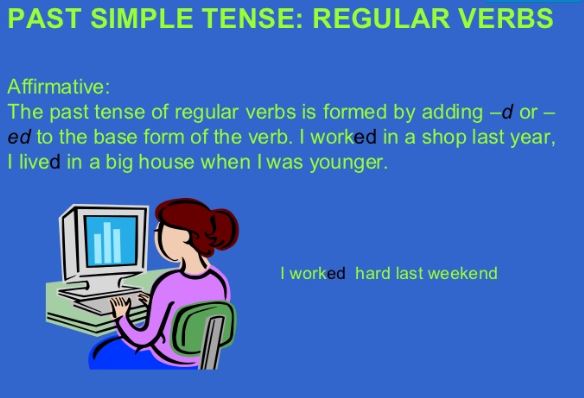 PAST SIMPLE TENSE: REGULAR VERBS
Affirmative:
The past tense of regular verbs is formed by adding –d or –
ed to the base form of the verb. I worked in a shop last year,
I lived in a big house when I was younger.
I worked  hard last weekend